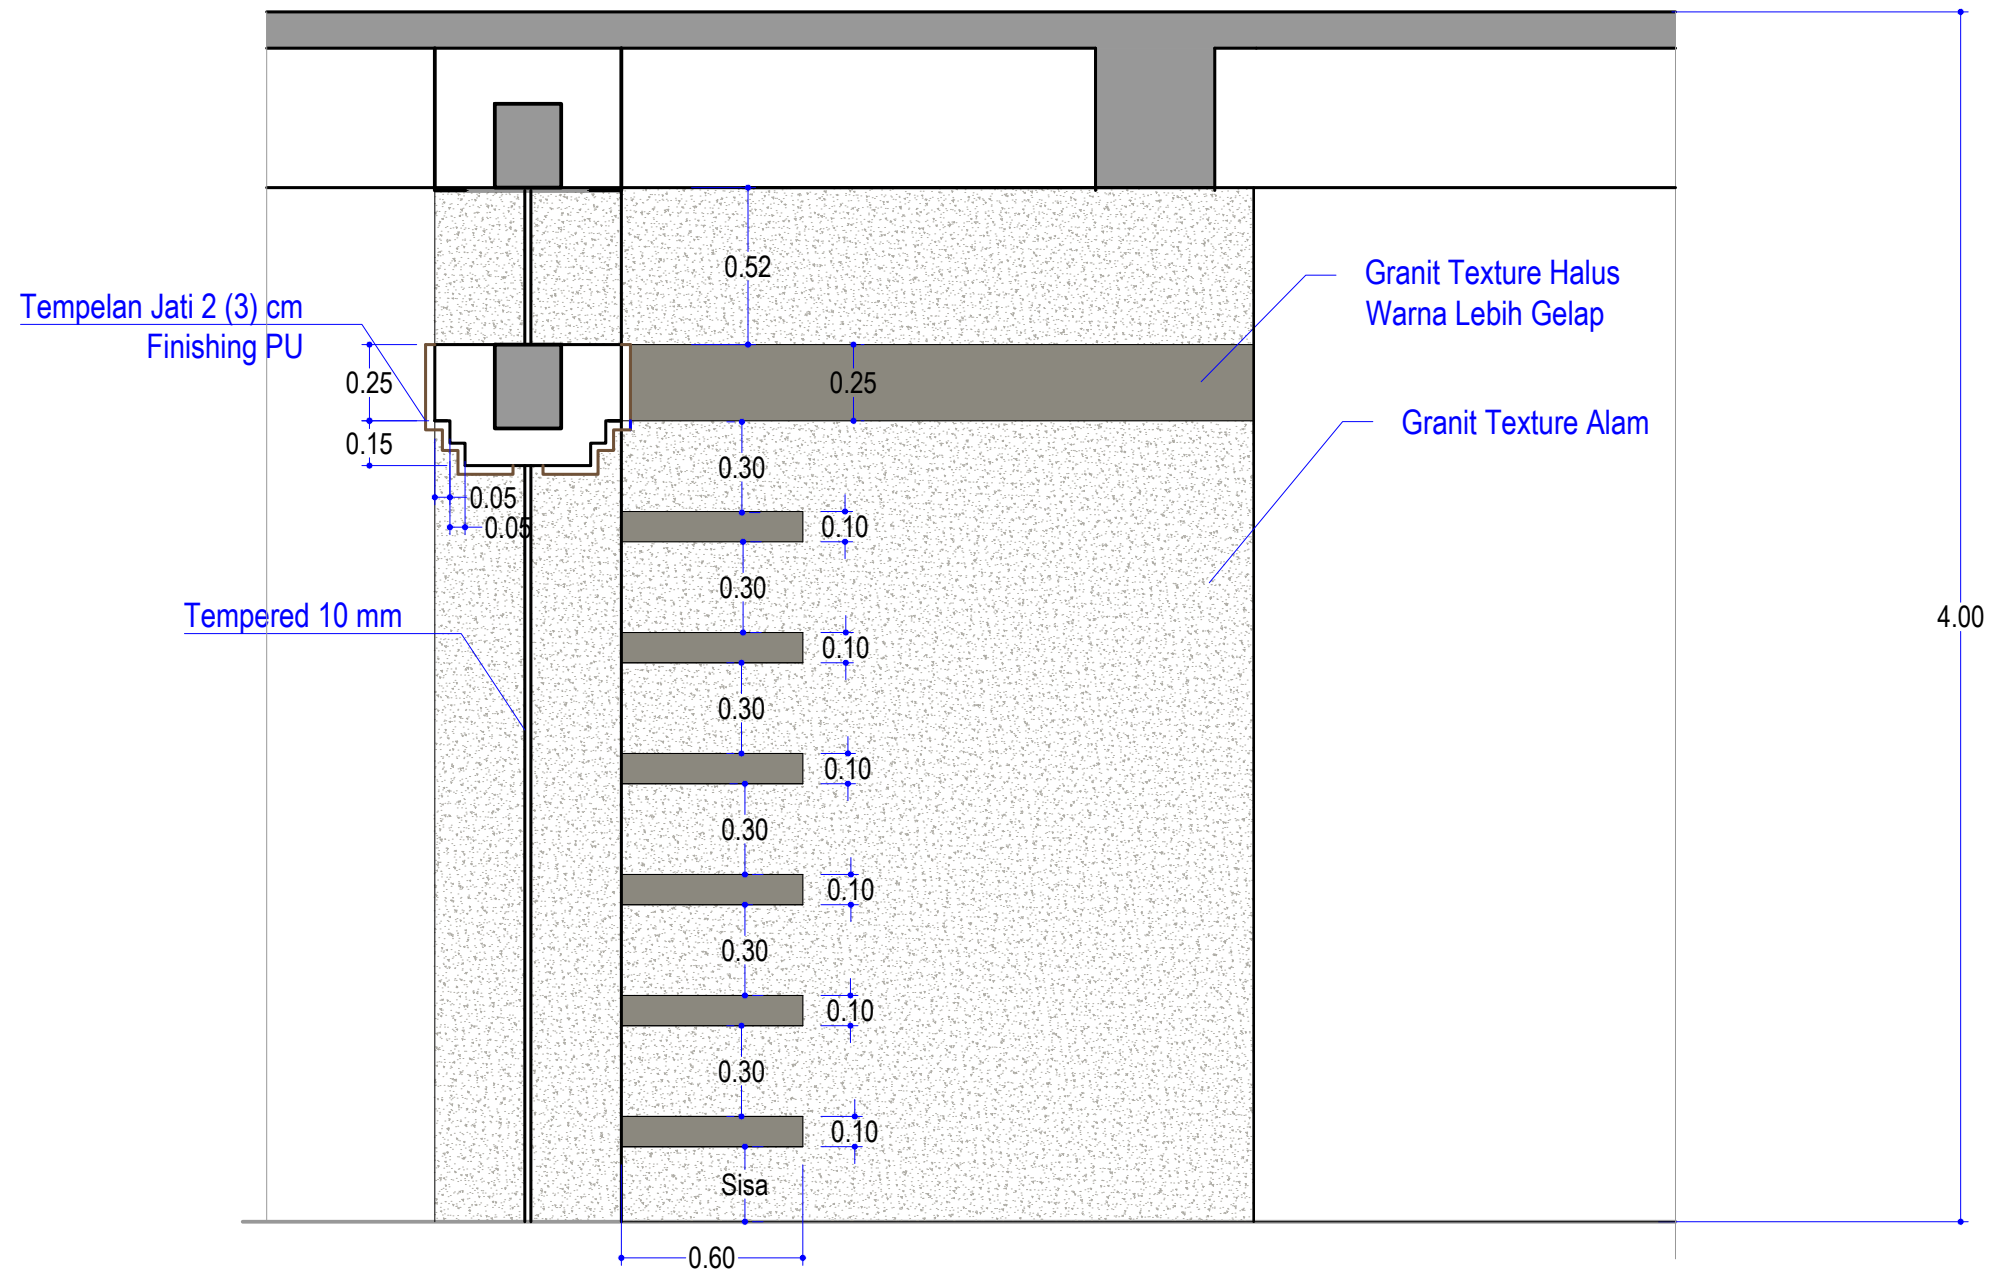 0.52
Granit Texture Halus
Warna Lebih Gelap
Tempelan Jati 2 (3) cm
Finishing PU
0.25
0.25
Granit Texture Alam
0.15
0.30
0.05
0.05
0.10
0.30
Tempered 10 mm
4.00
0.10
0.30
0.10
0.30
0.10
0.30
0.10
0.30
0.10
Sisa
0.60